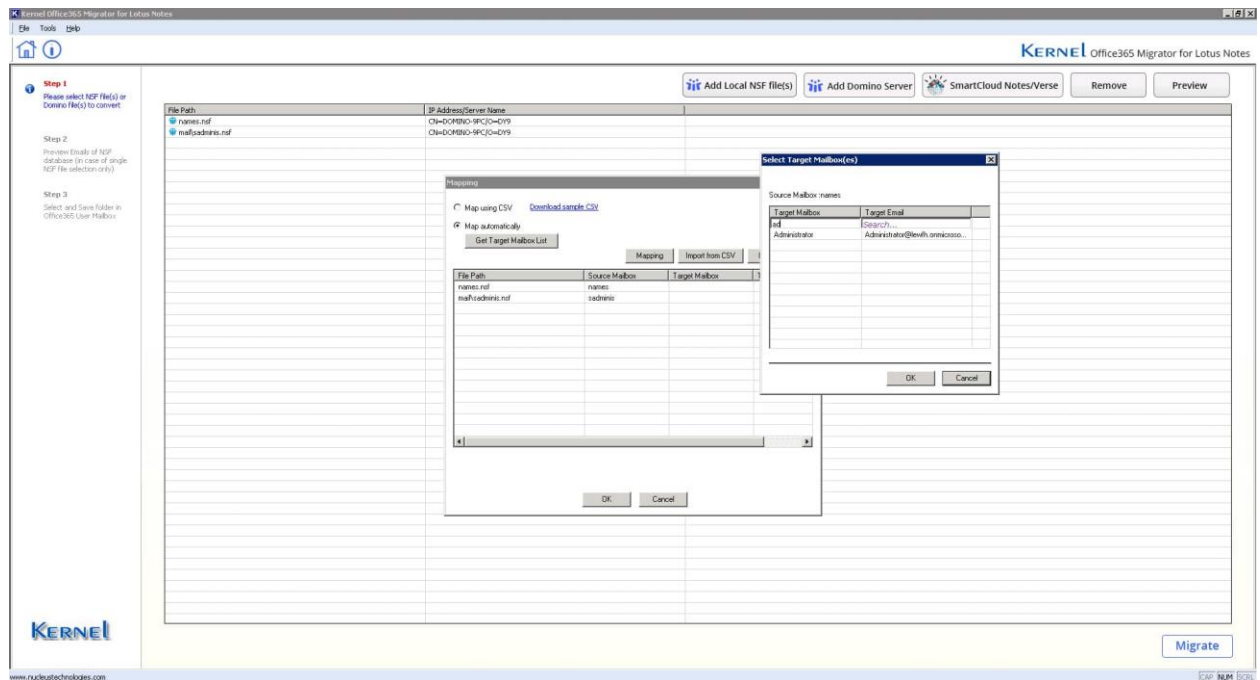 Kernel Office365 Migrator for Lotus Notes
File Tools Help
KERNEL Office365 Migrator for Lotus Notes
Step 1
Please select NSF file(s) or
Domino file(s) to convert
Step 2
Preview Emails of NSF
database (in case of single
NSF file selection only)
Step 3
Select and Save folder in
Office365 User Mailbox
Add Local NSF file(s) Add Domino Server SmartCloud Notes/Verse Remove Preview
File Path IP Address/Server Name
names.nsf CN=DOMINO-9PC/O=DY9
mail\sadminis.nsf CN=DOMINO-9PC/O=DY9
Mapping
Map using CSV Download sample CSV
Map automatically
Get Target Mailbox List
Mapping Import from CSV
File Path Source Mailbox Target Mailbox
names.nsf names
mail\sadminis.nsf sadminis
OK Cancel
Select Target Mailbox(es)
Source Mailbox :names
Target Mailbox Target Email
ad Search...
Administrator Administrator@lewlh.onmicroso...
OK Cancel
KERNEL
Migrate
www.nucleustechnologies.com
CAP NUM SCRL